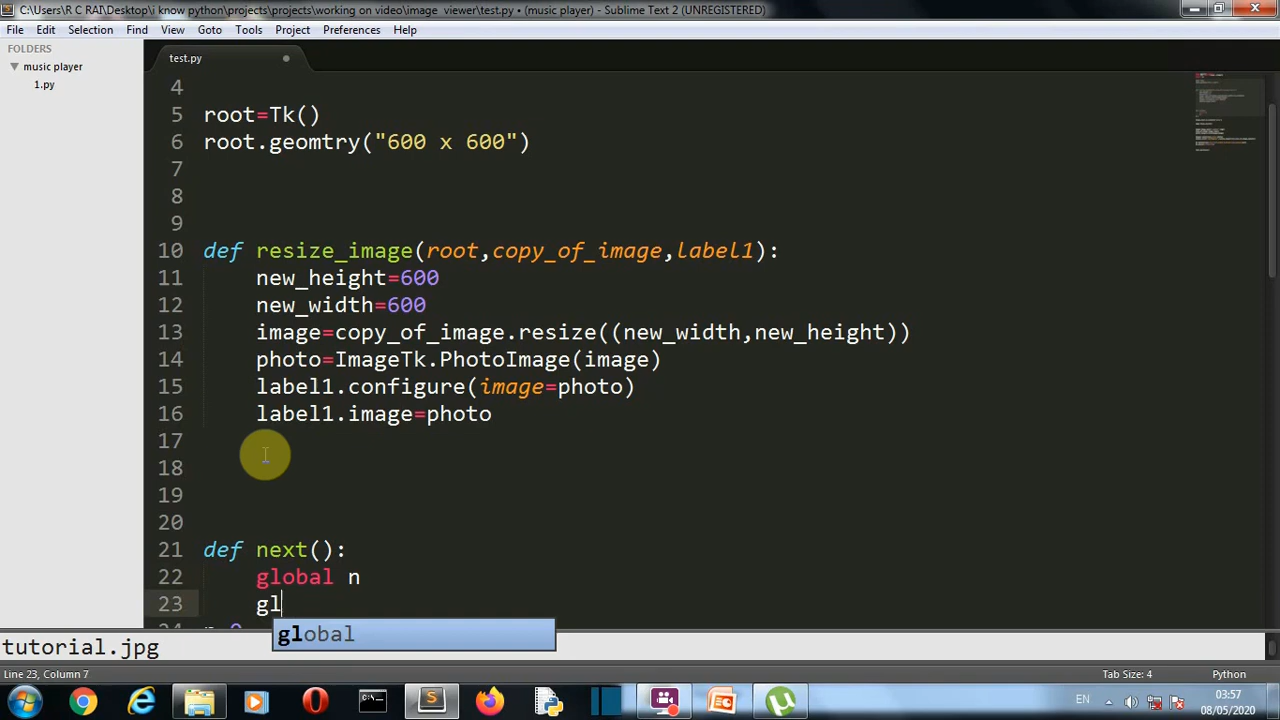 C:\Users\R C RAI\Desktop\i know python\projects\projects\working on video\image viewer\test.py • (music player) - Sublime Text 2 (UNREGISTERED)
File Edit Selection Find View Goto Tools Project Preferences Help
FOLDERS
music player
1.py
test.py
4
5 root=Tk()
6 root.geomtry("600 x 600")
7
8
9
10 def resize_image(root,copy_of_image,label1):
11 new_height=600
12 new_width=600
13 image=copy_of_image.resize((new_width,new_height))
14 photo=ImageTk.PhotoImage(image)
15 label1.configure(image=photo)
16 label1.image=photo
17
18
19
20
21 def next():
22 global n
23 gl
global
tutorial.jpg
Line 23, Column 7
Tab Size: 4
Python
EN
03:57
08/05/2020